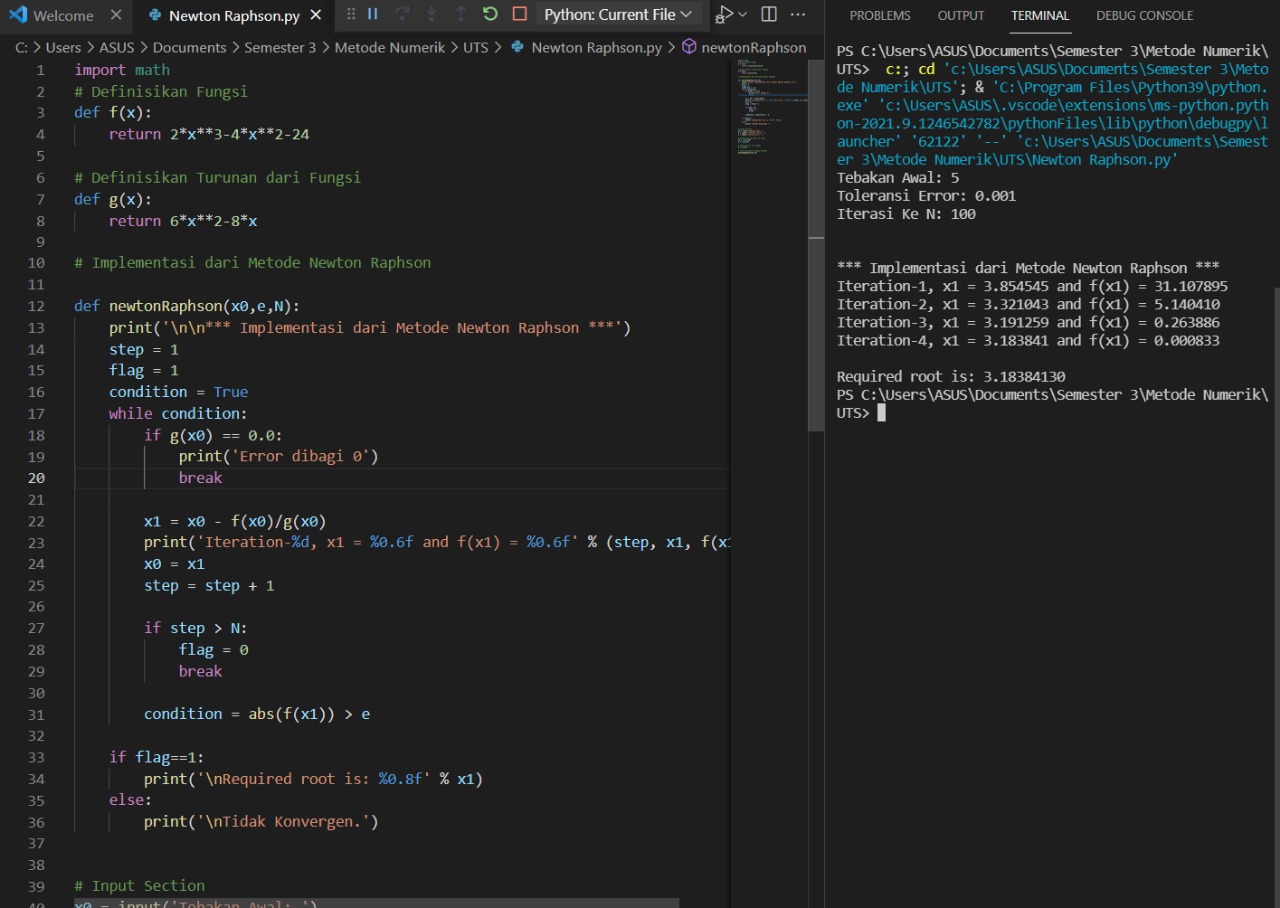 Welcome
Newton Raphson.py
Python: Current File
C: > Users > ASUS > Documents > Semester 3 > Metode Numerik > UTS > Newton Raphson.py > newtonRaphson
1 import math
2 # Definisikan Fungsi
3 def f(x):
4 return 2*x**3-4*x**2-24
5
6 # Definisikan Turunan dari Fungsi
7 def g(x):
8 return 6*x**2-8*x
9
10 # Implementasi dari Metode Newton Raphson
11
12 def newtonRaphson(x0,e,N):
13 print('\n\n*** Implementasi dari Metode Newton Raphson ***')
14 step = 1
15 flag = 1
16 condition = True
17 while condition:
18 if g(x0) == 0.0:
19 print('Error dibagi 0')
20 break
21
22 x1 = x0 - f(x0)/g(x0)
23 print('Iteration-%d, x1 = %0.6f and f(x1) = %0.6f' % (step, x1, f(x1
24 x0 = x1
25 step = step + 1
26
27 if step > N:
28 flag = 0
29 break
30
31 condition = abs(f(x1)) > e
32
33 if flag==1:
34 print('\nRequired root is: %0.8f' % x1)
35 else:
36 print('\nTidak Konvergen.')
37
38
39 # Input Section
40 x0 = input('Tebakan Awal: ')
PROBLEMS OUTPUT TERMINAL DEBUG CONSOLE
PS C:\Users\ASUS\Documents\Semester 3\Metode Numerik\
UTS> c:; cd 'c:\Users\ASUS\Documents\Semester 3\Meto
de Numerik\UTS'; & 'C:\Program Files\Python39\python.
exe' 'c:\Users\ASUS\.vscode\extensions\ms-python.pyth
on-2021.9.1246542782\pythonFiles\lib\python\debugpy\l
auncher' '62122' '--' 'c:\Users\ASUS\Documents\Semest
er 3\Metode Numerik\UTS\Newton Raphson.py'
Tebakan Awal: 5
Toleransi Error: 0.001
Iterasi Ke N: 100
*** Implementasi dari Metode Newton Raphson ***
Iteration-1, x1 = 3.854545 and f(x1) = 31.107895
Iteration-2, x1 = 3.321043 and f(x1) = 5.140410
Iteration-3, x1 = 3.191259 and f(x1) = 0.263886
Iteration-4, x1 = 3.183841 and f(x1) = 0.000833
Required root is: 3.18384130
PS C:\Users\ASUS\Documents\Semester 3\Metode Numerik\
UTS>